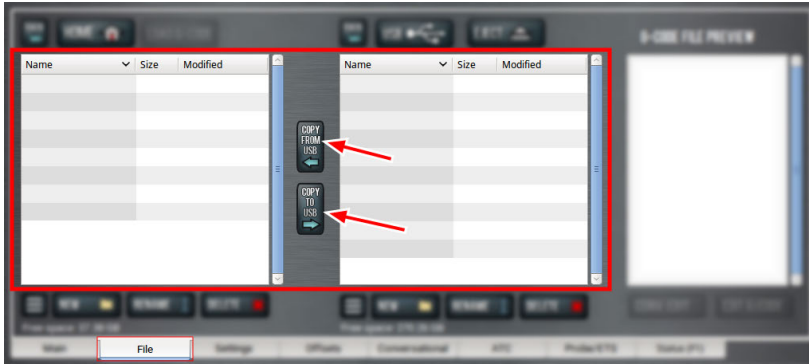 HOME
USB
EJECT
G-CODE FILE PREVIEW
Name Size Modified
Name Size Modified
COPY
FROM
USB
COPY
TO
USB
NEW RENAME DELETE
NEW RENAME DELETE
Main File Settings Offsets Conversational ATC Probe/ETS Status (F1)